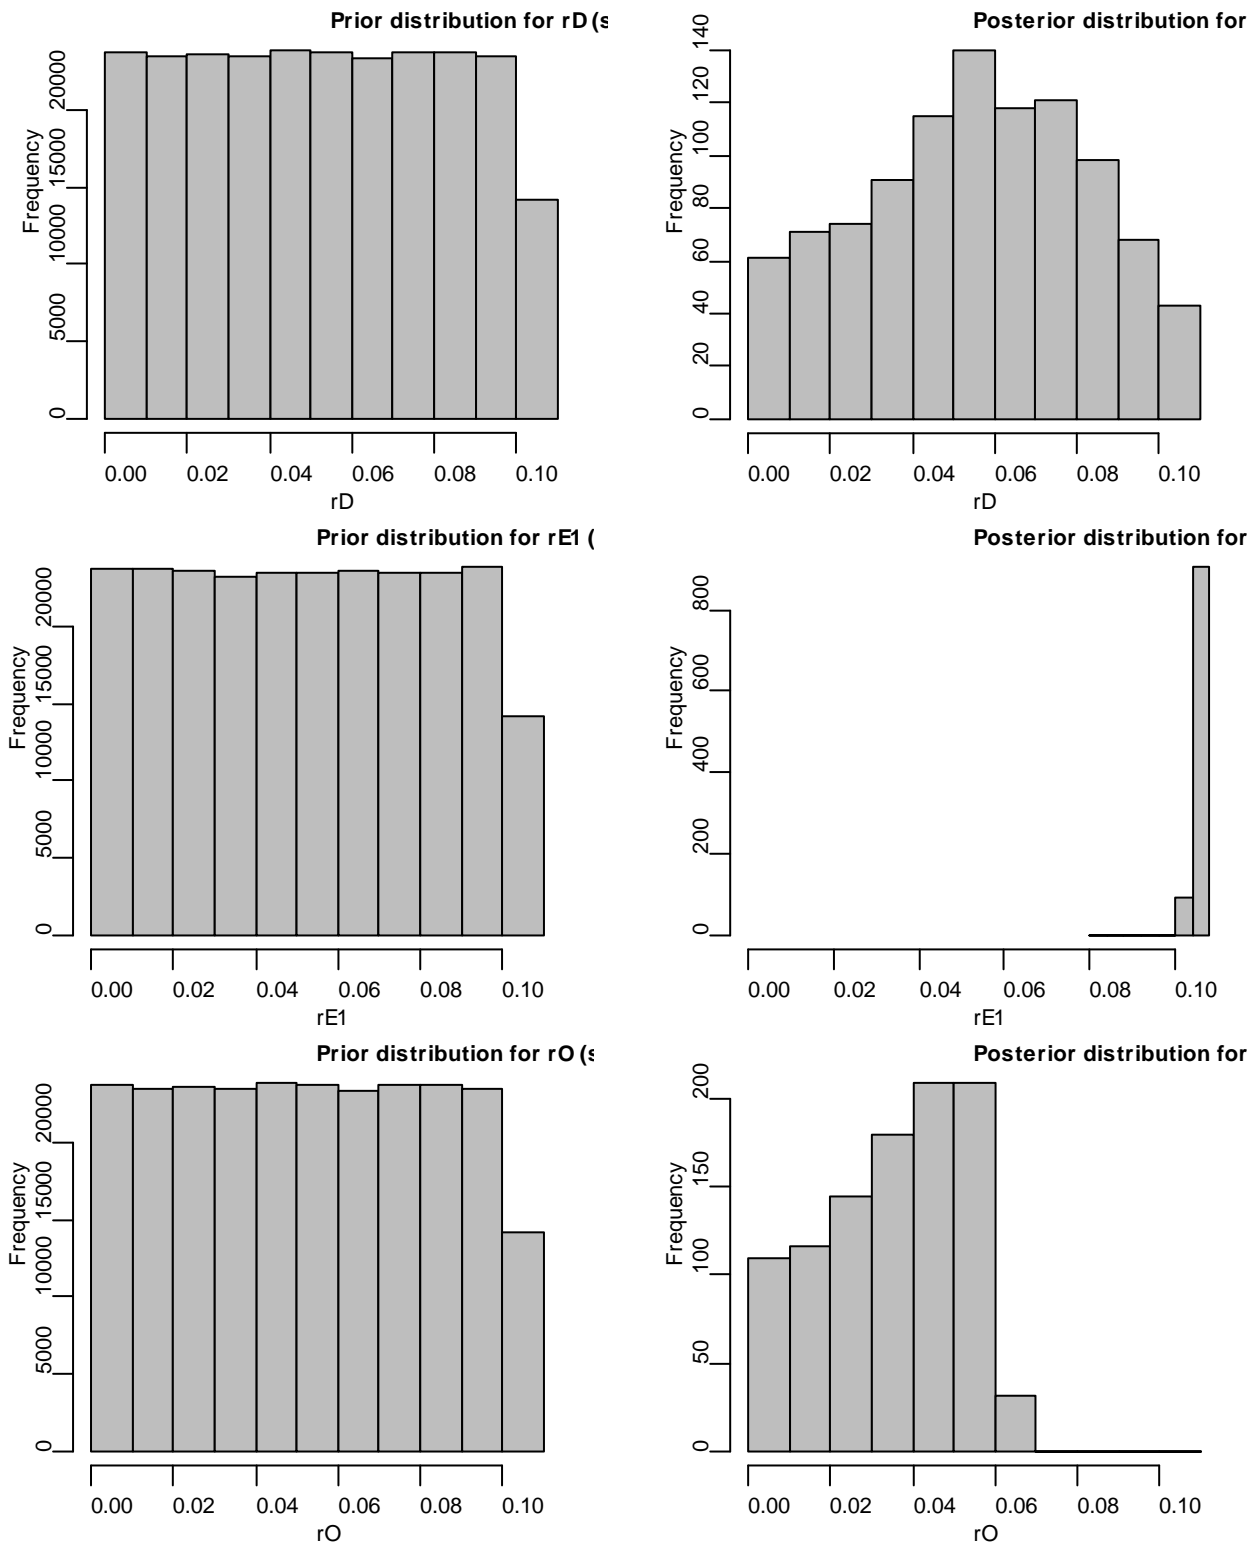 Prior distribution for rD (s
Frequency
0 5000 10000 15000 20000
0.00 0.02 0.04 0.06 0.08 0.10
rD
Posterior distribution for
Frequency
0 20 40 60 80 100 120 140
0.00 0.02 0.04 0.06 0.08 0.10
rD
Prior distribution for rE1 (
Frequency
0 5000 10000 15000 20000
0.00 0.02 0.04 0.06 0.08 0.10
rE1
Posterior distribution for
Frequency
0 200 400 600 800
0.00 0.02 0.04 0.06 0.08 0.10
rE1
Prior distribution for rO (s
Frequency
0 5000 10000 15000 20000
0.00 0.02 0.04 0.06 0.08 0.10
rO
Posterior distribution for
Frequency
0 50 100 150 200
0.00 0.02 0.04 0.06 0.08 0.10
rO